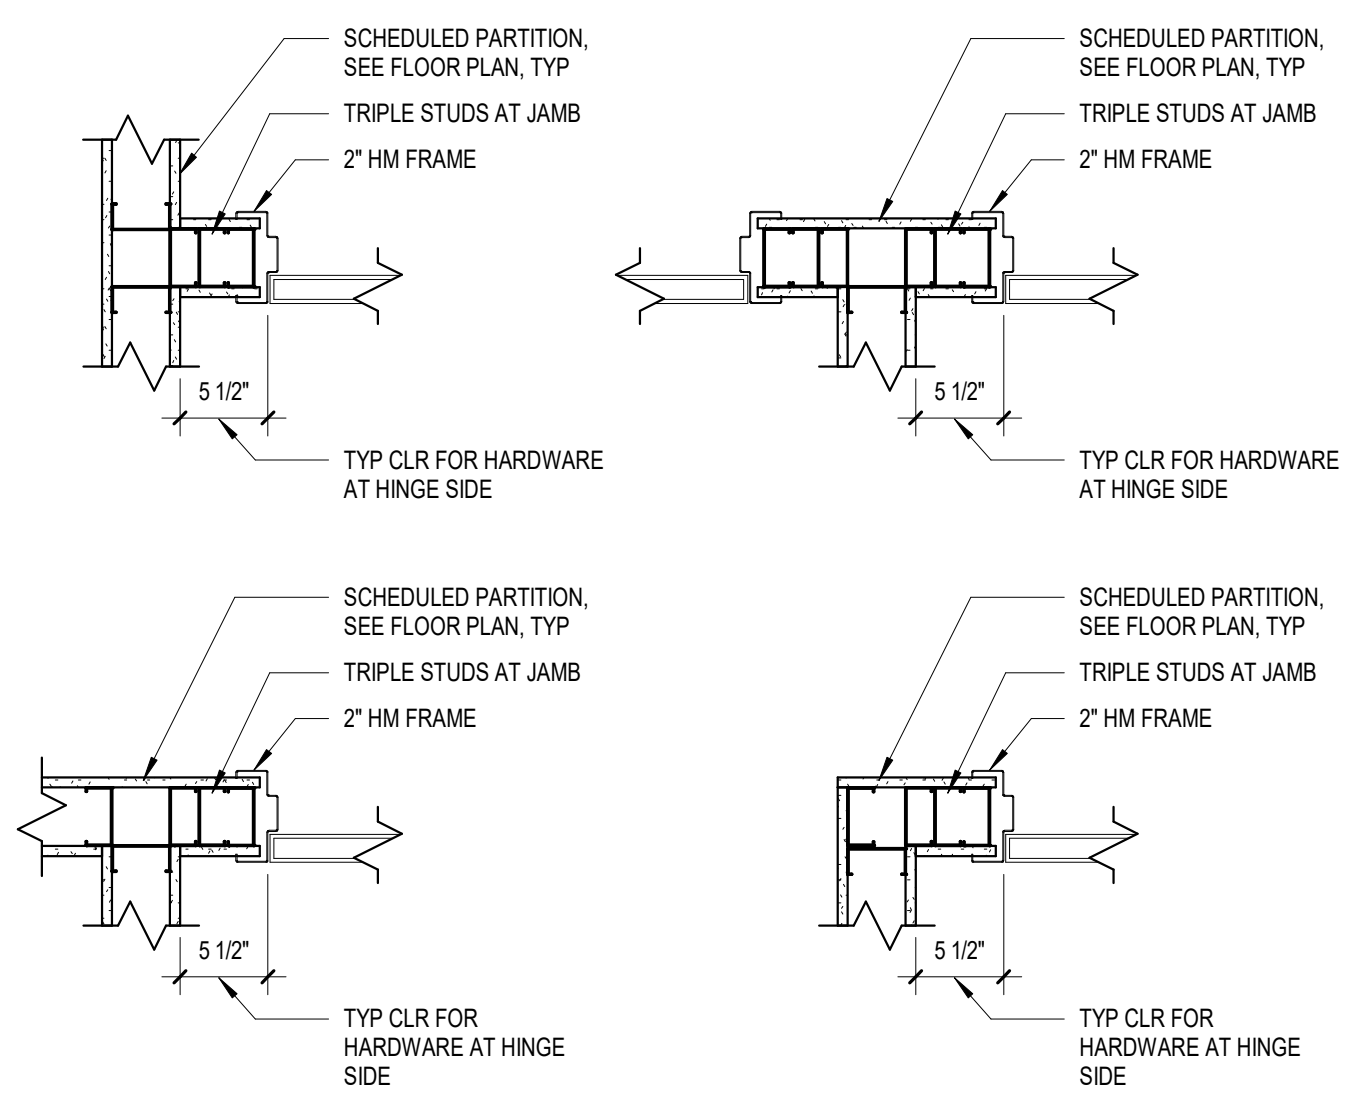 SCHEDULED PARTITION,
SEE FLOOR PLAN, TYP
TRIPLE STUDS AT JAMB
2" HM FRAME
5 1/2"
TYP CLR FOR HARDWARE
AT HINGE SIDE
SCHEDULED PARTITION,
SEE FLOOR PLAN, TYP
TRIPLE STUDS AT JAMB
2" HM FRAME
5 1/2"
TYP CLR FOR HARDWARE
AT HINGE SIDE
SCHEDULED PARTITION,
SEE FLOOR PLAN, TYP
TRIPLE STUDS AT JAMB
2" HM FRAME
5 1/2"
TYP CLR FOR
HARDWARE AT HINGE
SIDE
SCHEDULED PARTITION,
SEE FLOOR PLAN, TYP
TRIPLE STUDS AT JAMB
2" HM FRAME
5 1/2"
TYP CLR FOR
HARDWARE AT HINGE
SIDE